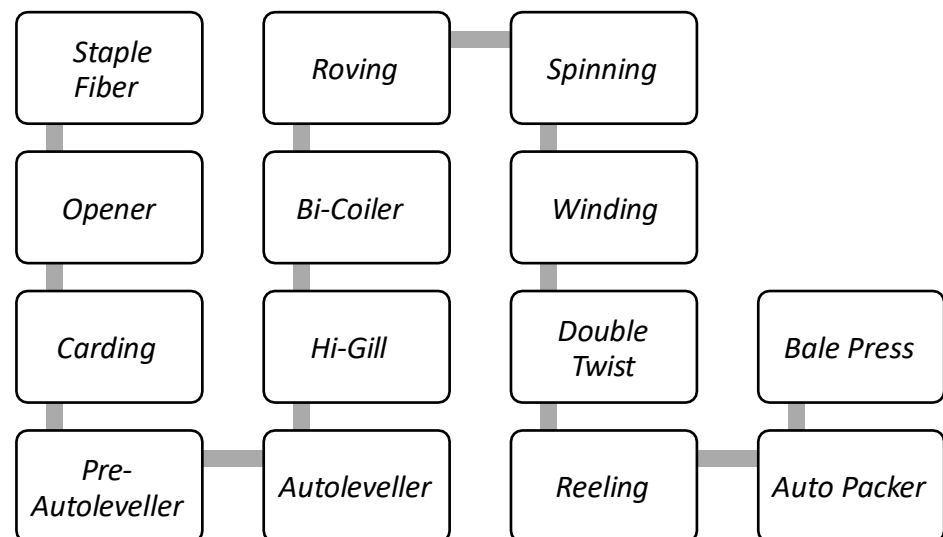 Staple
Fiber
Opener
Carding
Pre-
Autoleveller
Autoleveller
Hi-Gill
Bi-Coiler
Roving
Spinning
Winding
Double
Twist
Reeling
Auto Packer
Bale Press